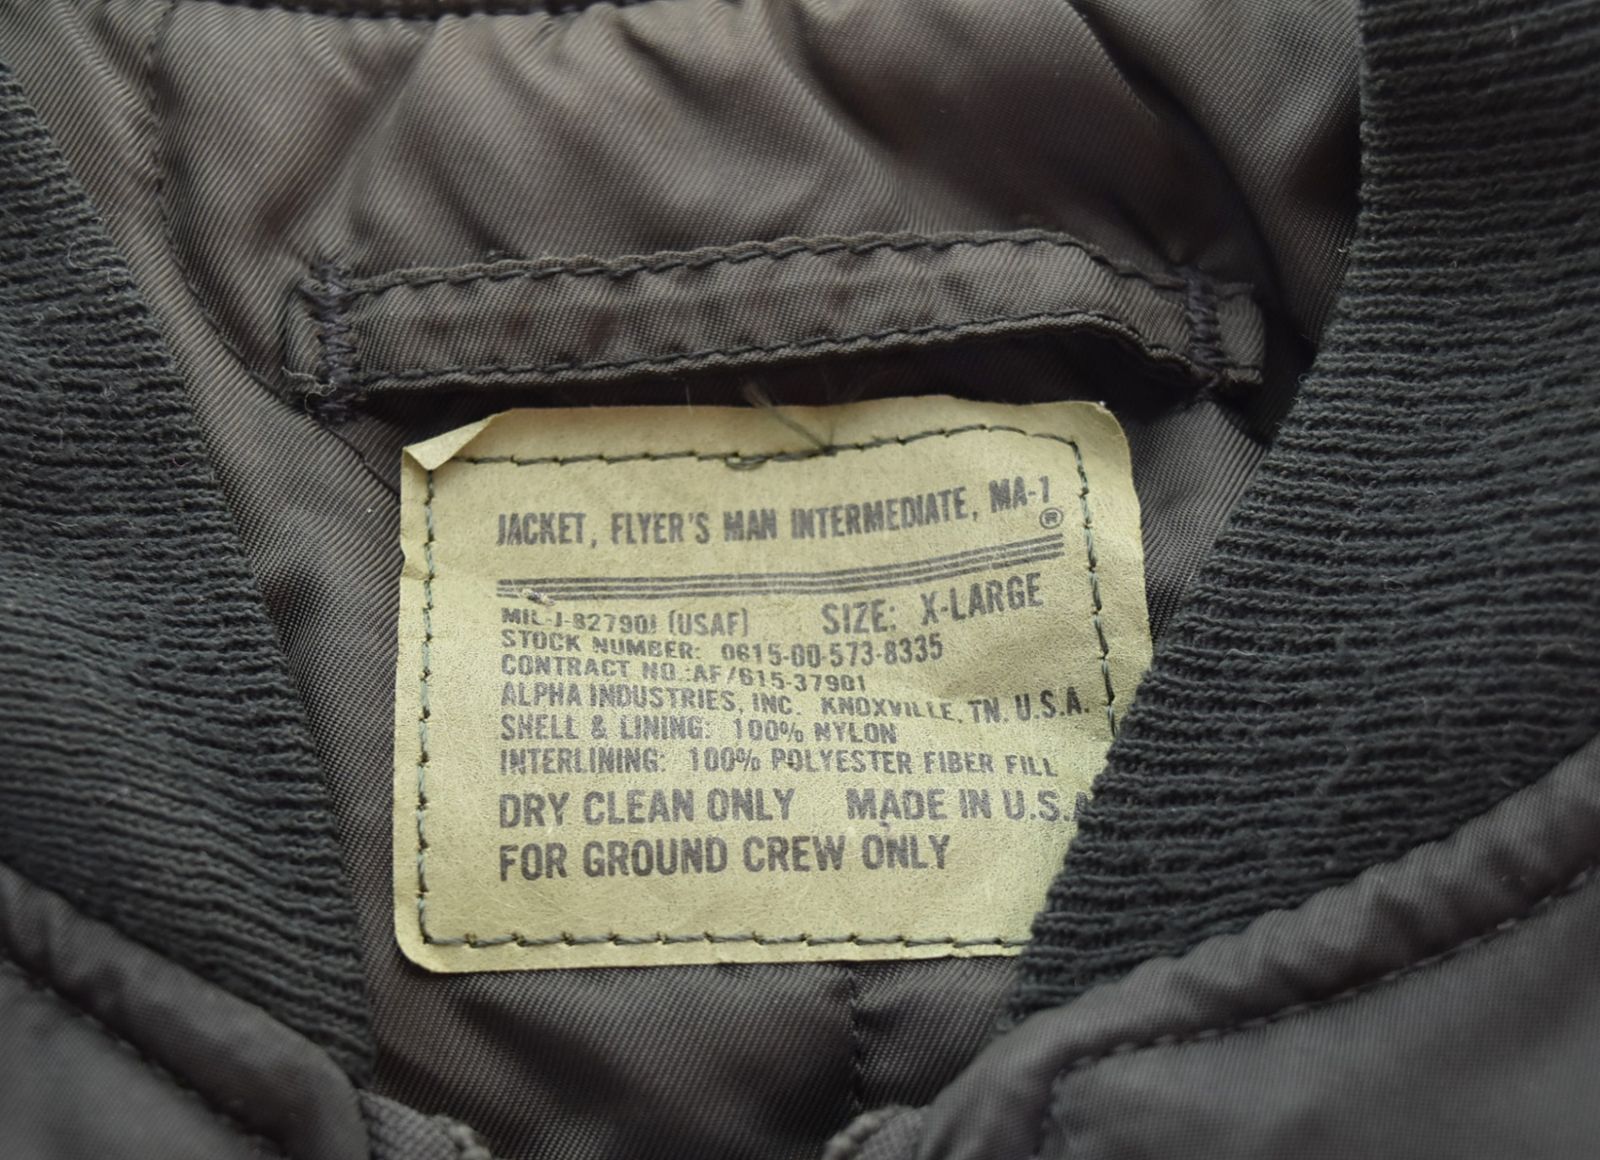 JACKET, FLYER'S MAN INTERMEDIATE, MA-1 ®
MIL-J-82790J (USAF) SIZE: X-LARGE
STOCK NUMBER: 0615-00-573-8335
CONTRACT NO.:AF/615-37901
ALPHA INDUSTRIES, INC. KNOXVILLE, TN. U.S.A.
SHELL & LINING: 100% NYLON
INTERLINING: 100% POLYESTER FIBER FILL
DRY CLEAN ONLY MADE IN U.S.A
FOR GROUND CREW ONLY